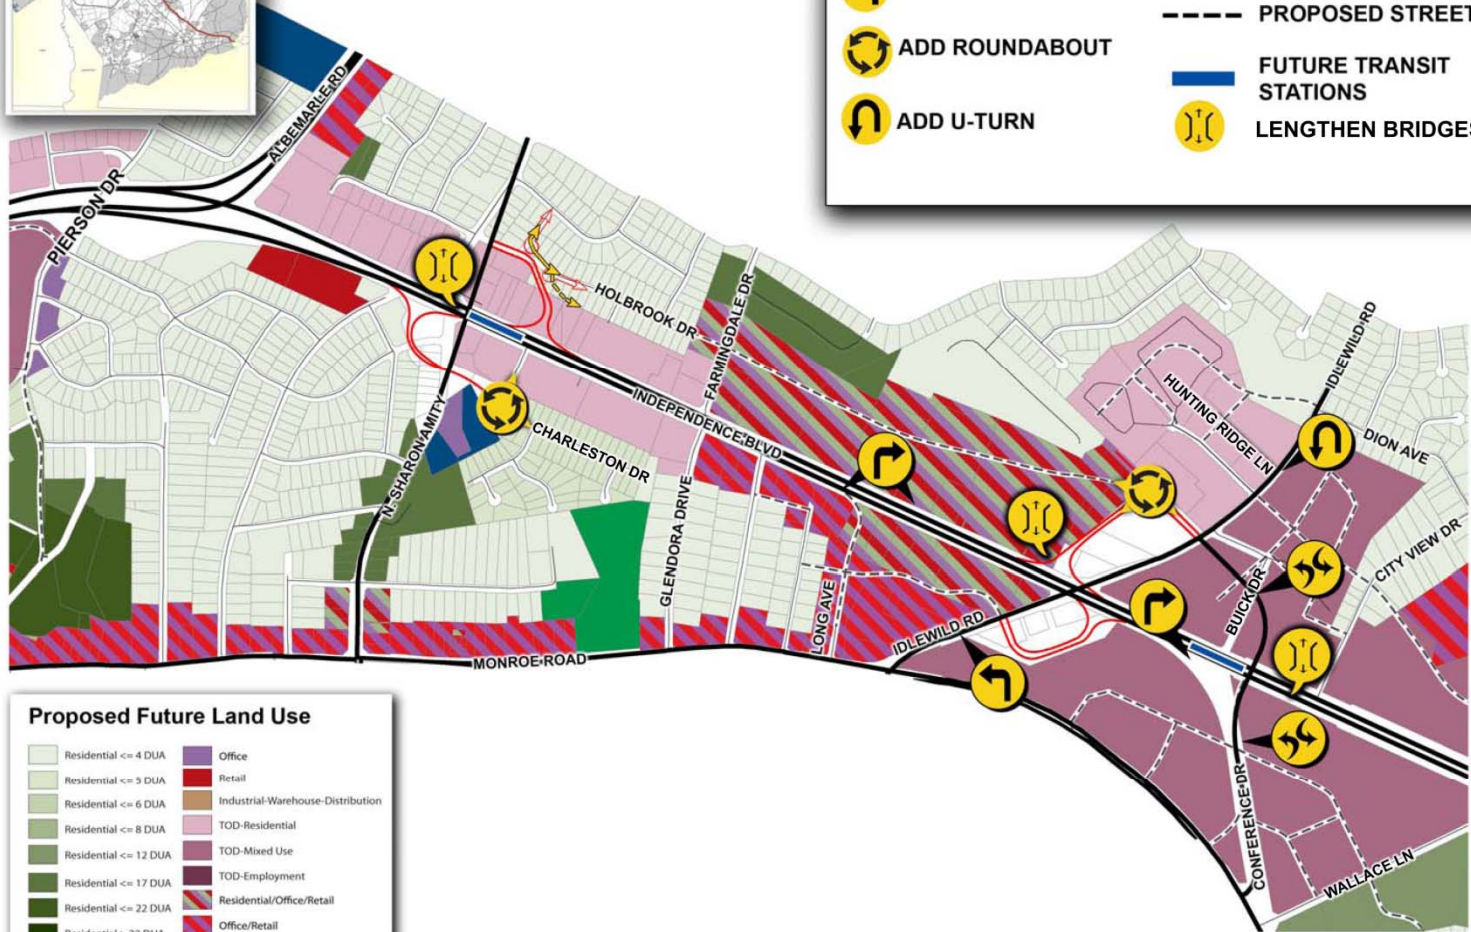 PROPOSED STREET
ADD ROUNDABOUT
FUTURE TRANSIT
STATIONS
ADD U-TURN
LENGTHEN BRIDGES
ALBEMARLE RD
PIERSON DR
HOLBROOK DR
FARMINGDALE DR
IDLEWILD RD
HUNTING RIDGE LN
INDEPENDENCE BLVD
DION AVE
N. SHARON AMITY
CHARLESTON DR
GLENDORA DRIVE
CITY VIEW DR
BUICK DR
LONG AVE
IDLEWILD RD
MONROE ROAD
CONFERENCE DR
WALLACE LN
Proposed Future Land Use
Residential <= 4 DUA
Residential <= 5 DUA
Residential <= 6 DUA
Residential <= 8 DUA
Residential <= 12 DUA
Residential <= 17 DUA
Residential <= 22 DUA
Office
Retail
Industrial-Warehouse-Distribution
TOD-Residential
TOD-Mixed Use
TOD-Employment
Residential/Office/Retail
Office/Retail